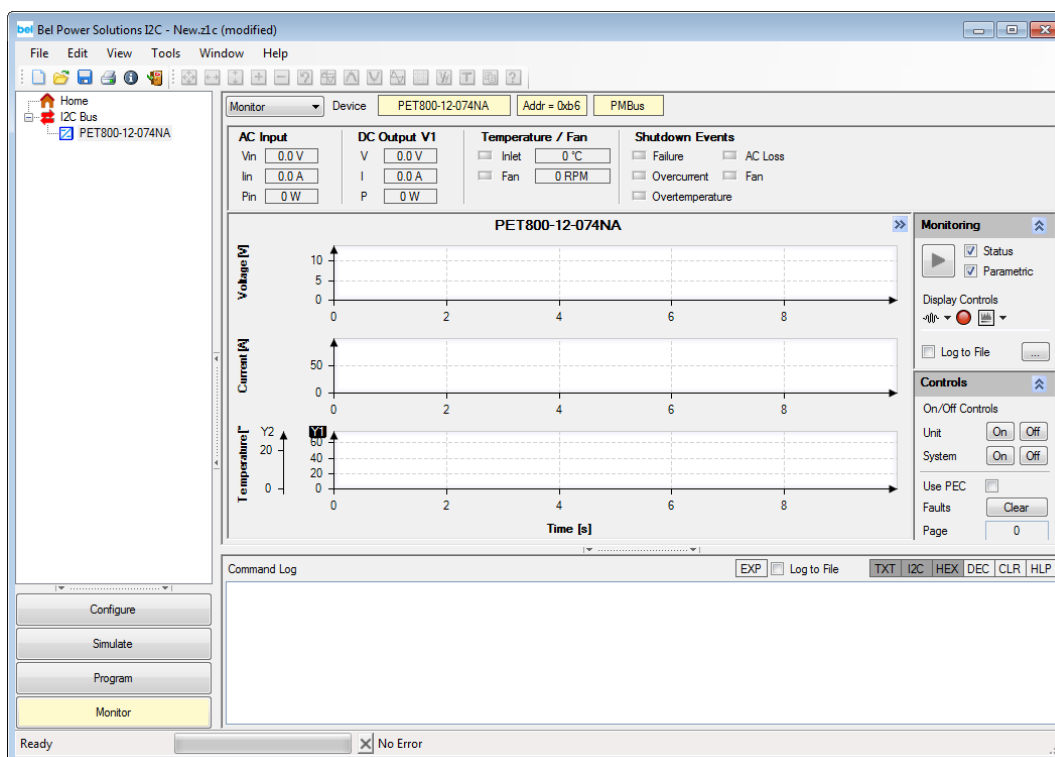 bel Bel Power Solutions I2C - New.z1c (modified)
File Edit View Tools Window Help
Home
I2C Bus
PET800-12-074NA
Monitor Device PET800-12-074NA Addr = 0xb6 PMBus
AC Input DC Output V1 Temperature / Fan Shutdown Events
Vin 0.0 V V 0.0 V Inlet 0 °C Failure AC Loss
Iin 0.0 A I 0.0 A Fan 0 RPM Overcurrent Fan
Pin 0 W P 0 W Overtemperature
PET800-12-074NA
Voltage [V]
10
5
0
0 2 4 6 8
Current [A]
50
0
0 2 4 6 8
Temperature [°
Y2 Y1
20 60
40
20
0 0
0 2 4 6 8
Time [s]
Monitoring
Status
Parametric
Display Controls
Log to File ...
Controls
On/Off Controls
Unit On Off
System On Off
Use PEC
Faults Clear
Page 0
Command Log EXP Log to File TXT I2C HEX DEC CLR HLP
Configure
Simulate
Program
Monitor
Ready No Error